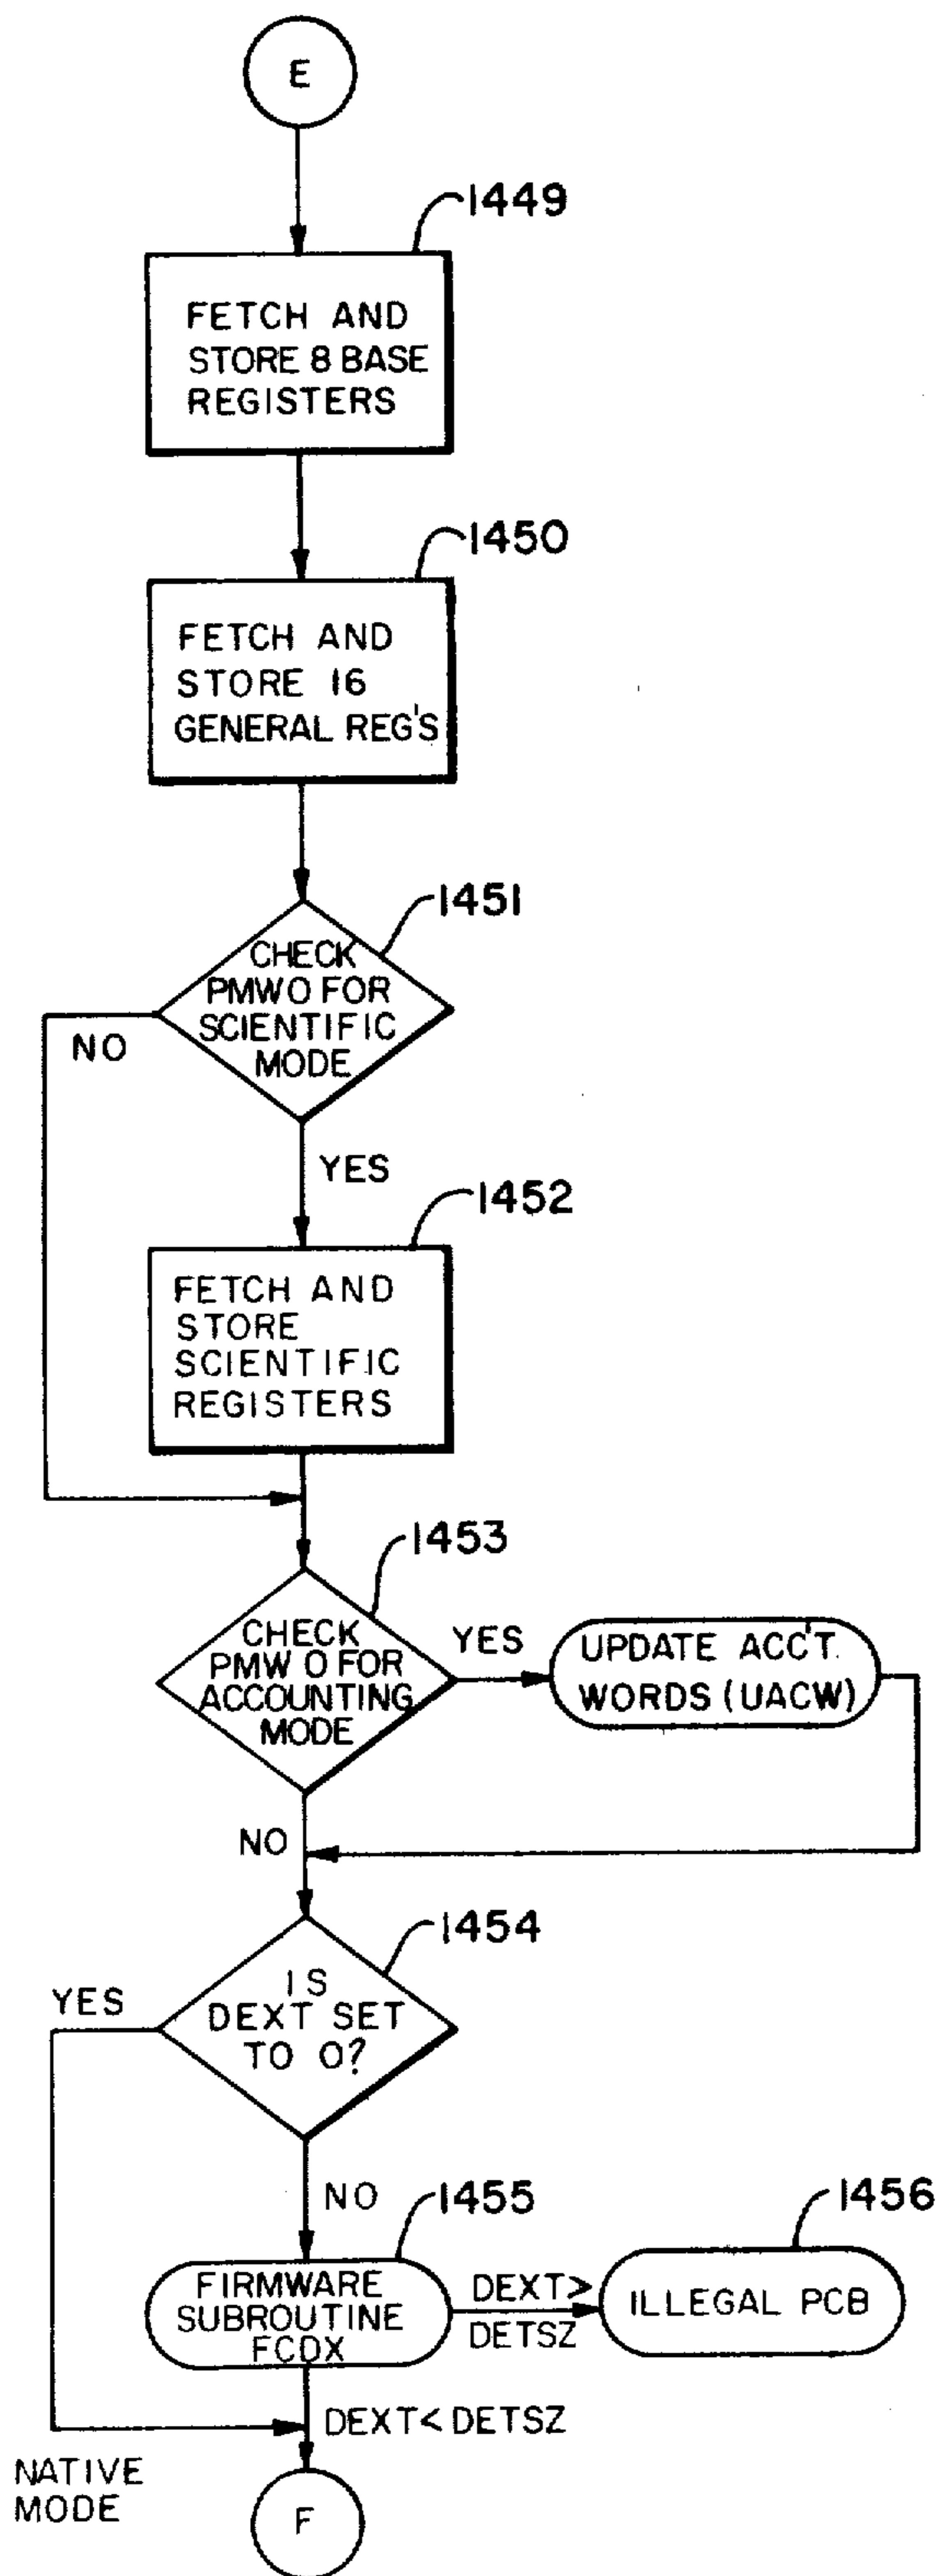 E
1449
FETCH AND
STORE 8 BASE
REGISTERS
1450
FETCH AND
STORE 16
GENERAL REG'S
1451
CHECK
PMW0 FOR
SCIENTIFIC
MODE
NO
YES
1452
FETCH AND
STORE
SCIENTIFIC
REGISTERS
1453
CHECK
PMW 0 FOR
ACCOUNTING
MODE
YES
UPDATE ACC'T.
WORDS (UACW)
NO
1454
IS
DEXT SET
TO 0?
YES
NO
1455
FIRMWARE
SUBROUTINE
FCDX
DEXT>
DETSZ
1456
ILLEGAL PCB
DEXT< DETSZ
NATIVE
MODE
F